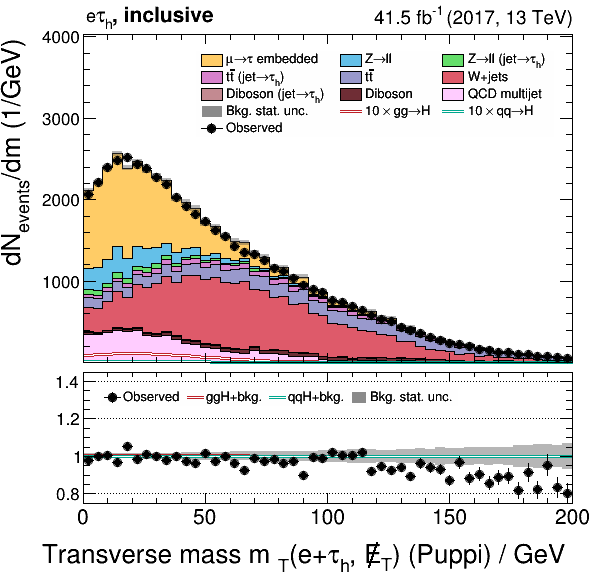 eτh, inclusive
41.5 fb-1 (2017, 13 TeV)
dNevents/dm (1/GeV)
4000
3000
2000
1000
μ→τ embedded
Z→ll
Z→ll (jet→τh)
tt̄ (jet→τh)
tt̄
W+jets
Diboson (jet→τh)
Diboson
QCD multijet
Bkg. stat. unc.
10 × gg→H
10 × qq→H
Observed
1.4
1.2
1
0.8
Observed
ggH+bkg.
qqH+bkg.
Bkg. stat. unc.
0
50
100
150
200
Transverse mass m T(e+τh, E̸T) (Puppi) / GeV